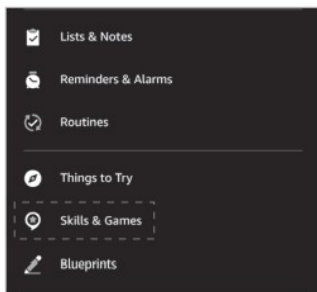 Lists & Notes
Reminders & Alarms
Routines
Things to Try
Skills & Games
Blueprints